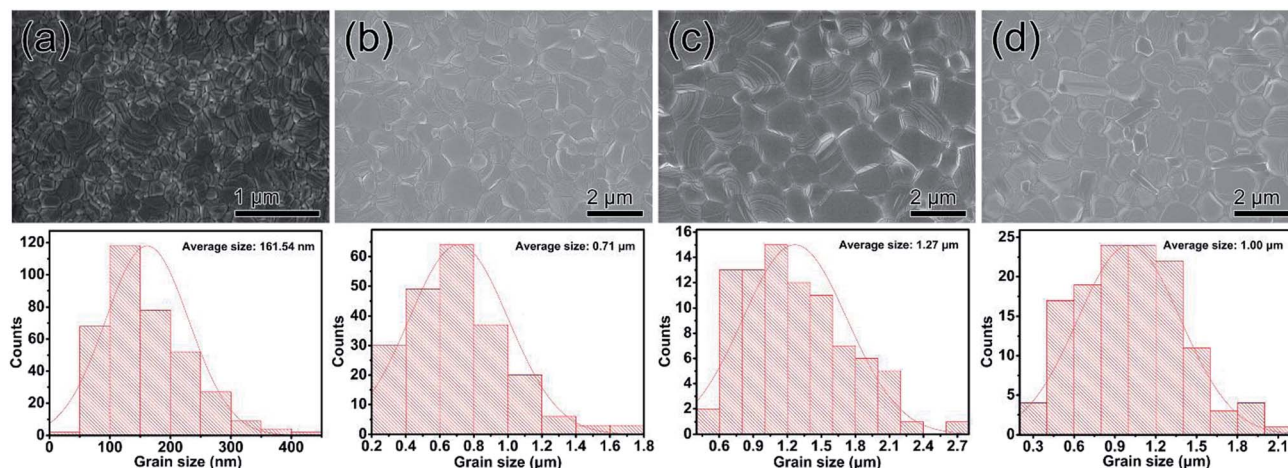 (a)
(b)
(c)
(d)
1 µm
2 µm
2 µm
2 µm
Average size: 161.54 nm
120
100
80
60
40
20
0
Counts
0
100
200
300
400
Grain size (nm)
Average size: 0.71 µm
60
50
40
30
20
10
0
0.2
0.4
0.6
0.8
1.0
1.2
1.4
1.6
1.8
Grain size (µm)
Counts
Average size: 1.27 µm
16
14
12
10
8
6
4
2
0
Counts
0.6
0.9
1.2
1.5
1.8
2.1
2.4
2.7
Grain size (µm)
Average size: 1.00 µm
25
20
15
10
5
0
Counts
0.3
0.6
0.9
1.2
1.5
1.8
2.1
Grain size (µm)